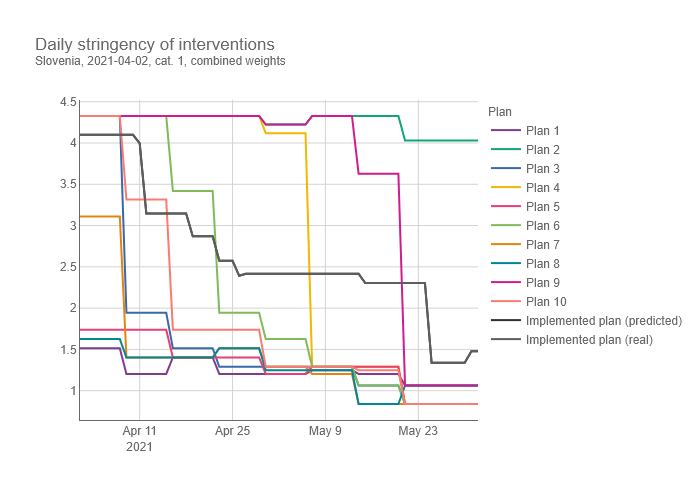 Daily stringency of interventions
Slovenia, 2021-04-02, cat. 1, combined weights
4.5
4
3.5
3
2.5
2
1.5
1
Apr 11
2021
Apr 25
May 9
May 23
Plan
Plan 1
Plan 2
Plan 3
Plan 4
Plan 5
Plan 6
Plan 7
Plan 8
Plan 9
Plan 10
Implemented plan (predicted)
Implemented plan (real)